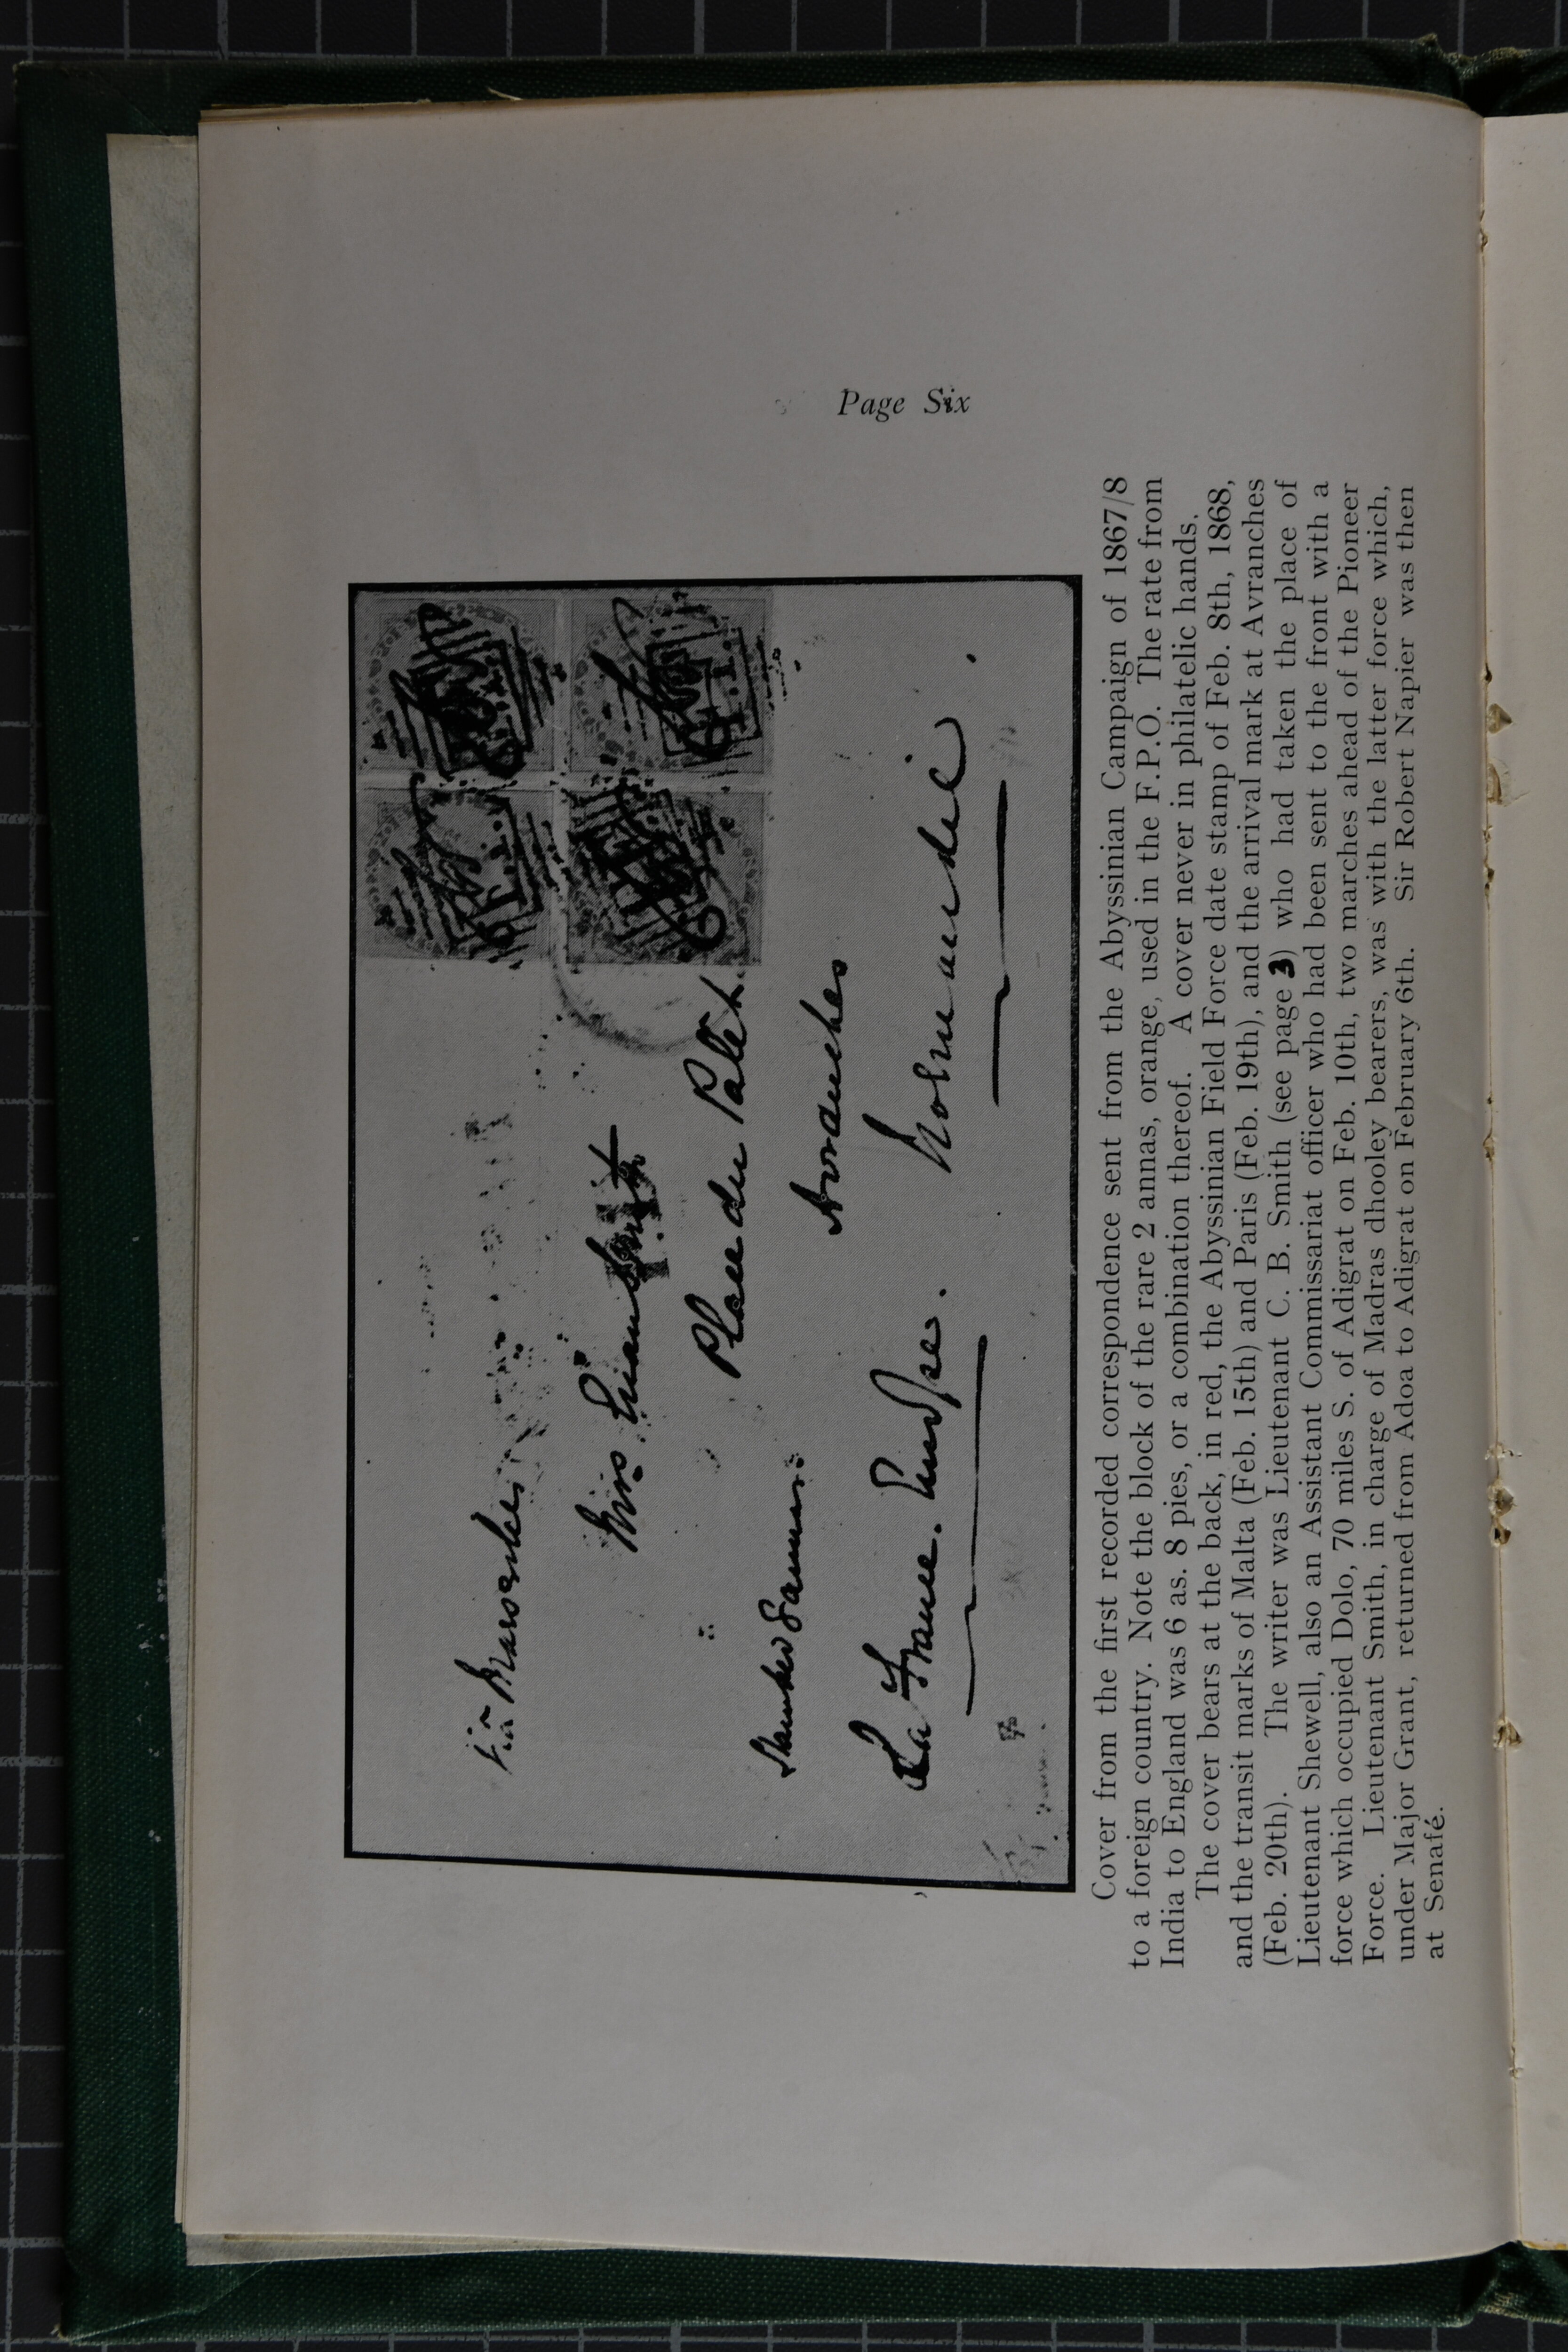 Page Six
Via Marseilles
Miss
Place du Palet.
Avranches
La France. Europe. Normandie.
Cover from the first recorded correspondence sent from the Abyssinian Campaign of 1867/8
to a foreign country. Note the block of the rare 2 annas, orange, used in the F.P.O. The rate from
India to England was 6 as. 8 pies, or a combination thereof. A cover never in philatelic hands.
The cover bears at the back, in red, the Abyssinian Field Force date stamp of Feb. 8th, 1868,
and the transit marks of Malta (Feb. 15th) and Paris (Feb. 19th), and the arrival mark at Avranches
(Feb. 20th). The writer was Lieutenant C. B. Smith (see page 3) who had taken the place of
Lieutenant Shewell, also an Assistant Commissariat officer who had been sent to the front with a
force which occupied Dolo, 70 miles S. of Adigrat on Feb. 10th, two marches ahead of the Pioneer
Force. Lieutenant Smith, in charge of Madras dhooley bearers, was with the latter force which,
under Major Grant, returned from Adoa to Adigrat on February 6th. Sir Robert Napier was then
at Senafé.